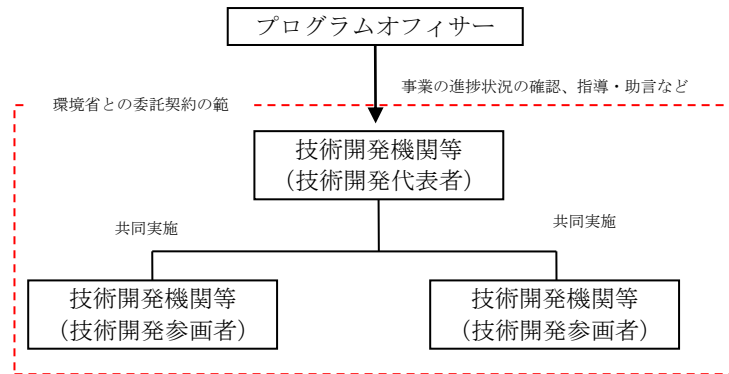 プログラムオフィサー
事業の進捗状況の確認、指導・助言など
環境省との委託契約の範
技術開発機関等
（技術開発代表者）
共同実施
共同実施
技術開発機関等
（技術開発参画者）
技術開発機関等
（技術開発参画者）